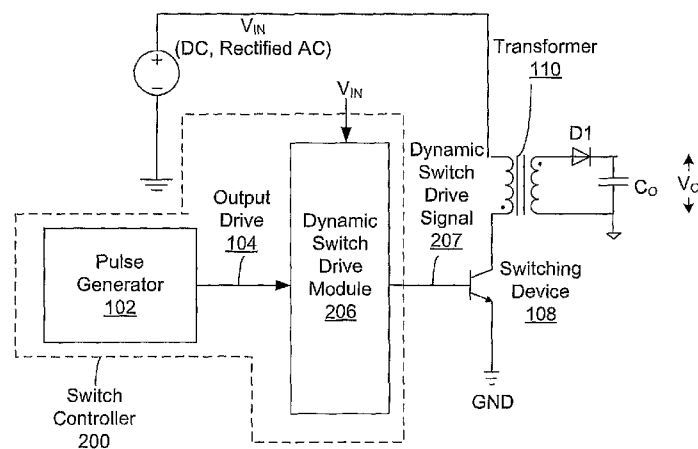 V_IN
(DC, Rectified AC)
+
−
Transformer
110
V_IN
D1
Dynamic
Switch
Drive
Signal
207
C_O
V_O
Output
Drive
104
Dynamic
Switch
Drive
Module
206
Pulse
Generator
102
Switching
Device
108
GND
Switch
Controller
200